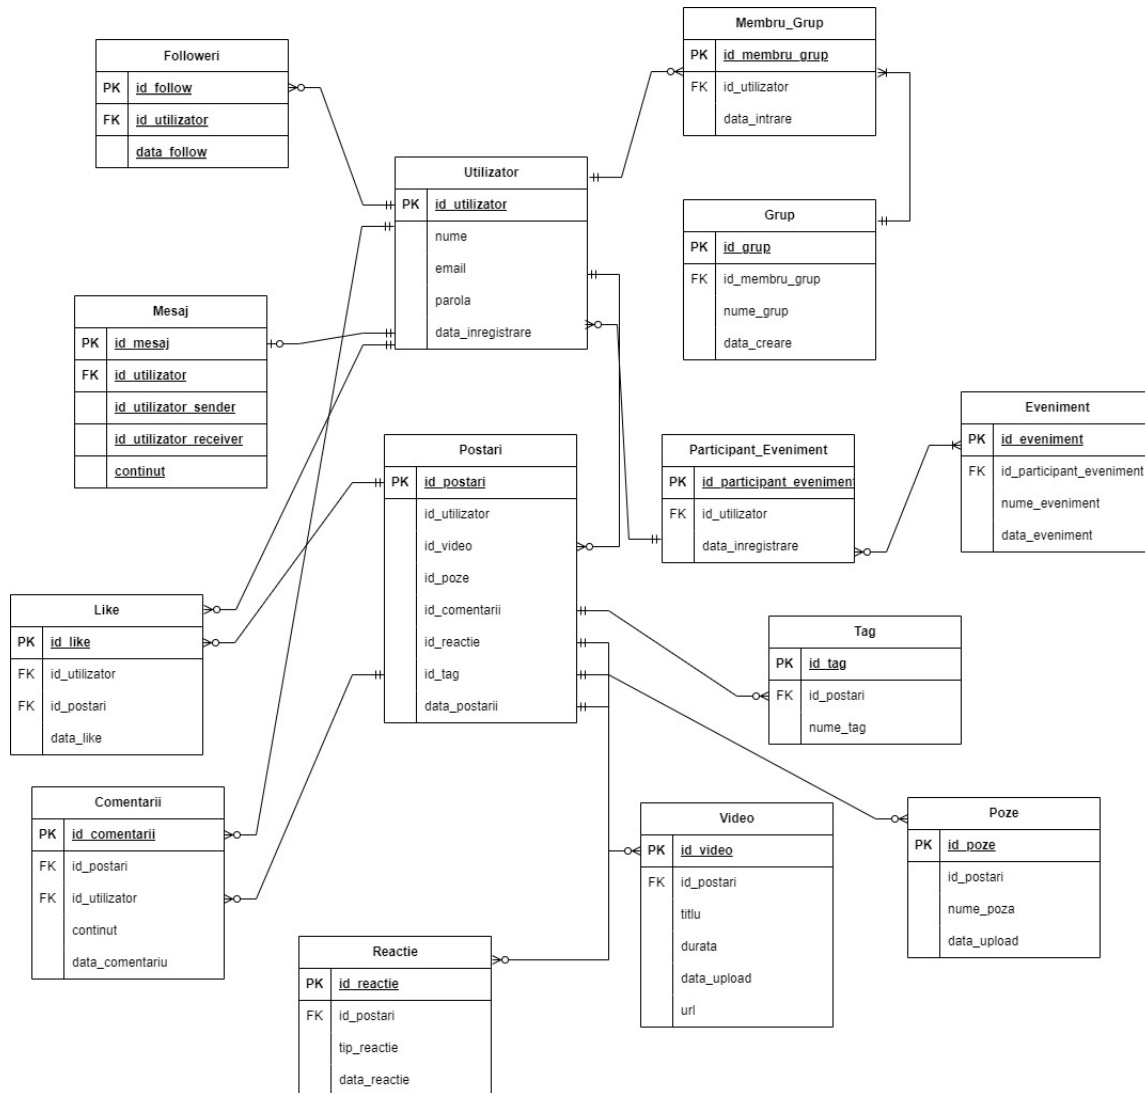 Followeri
PK id_follow
FK id_utilizator
data_follow
Membru_Grup
PK id_membru_grup
FK id_utilizator
data_intrare
Utilizator
PK id_utilizator
nume
email
parola
data_inregistrare
Grup
PK id_grup
FK id_membru_grup
nume_grup
data_creare
Mesaj
PK id_mesaj
FK id_utilizator
id_utilizator_sender
id_utilizator_receiver
continut
Postari
PK id_postari
id_utilizator
id_video
id_poze
id_comentarii
id_reactie
id_tag
data_postarii
Participant_Eveniment
PK id_participant_eveniment
FK id_utilizator
data_inregistrare
Eveniment
PK id_eveniment
FK id_participant_eveniment
nume_eveniment
data_eveniment
Like
PK id_like
FK id_utilizator
FK id_postari
data_like
Tag
PK id_tag
FK id_postari
nume_tag
Comentarii
PK id_comentarii
FK id_postari
FK id_utilizator
continut
data_comentariu
Video
PK id_video
FK id_postari
titlu
durata
data_upload
url
Poze
PK id_poze
id_postari
nume_poza
data_upload
Reactie
PK id_reactie
FK id_postari
tip_reactie
data_reactie